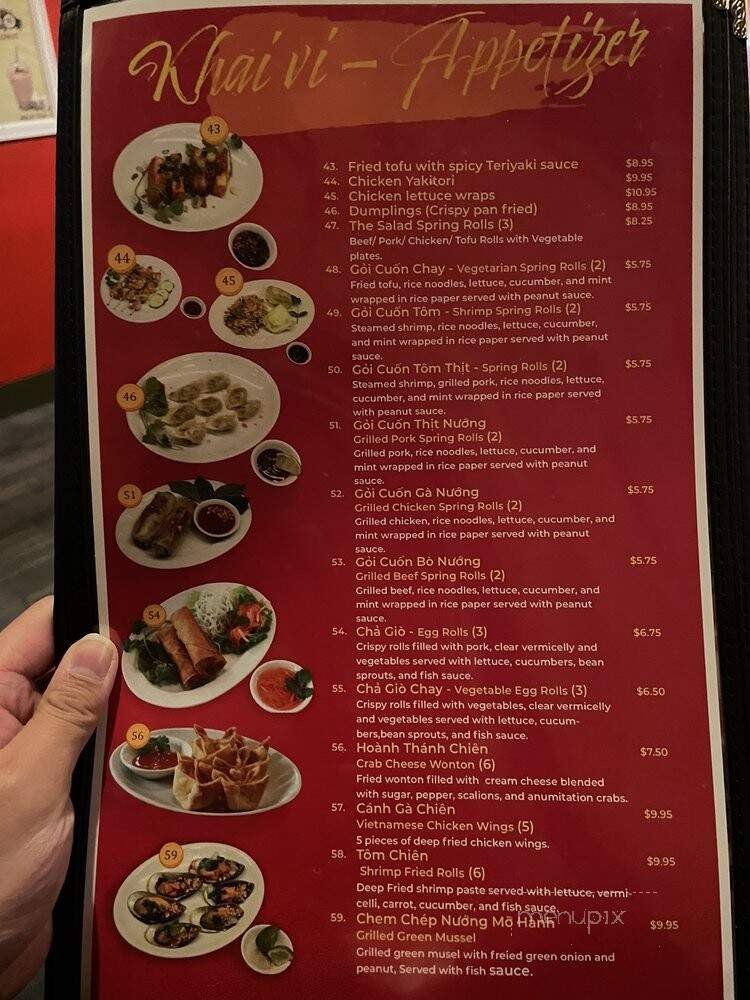 Khai vi – Appetizer
43. Fried tofu with spicy Teriyaki sauce $8.95
44. Chicken Yakitori $9.95
45. Chicken lettuce wraps $10.95
46. Dumplings (Crispy pan fried) $8.95
47. The Salad Spring Rolls (3) $8.25
Beef/ Pork/ Chicken/ Tofu Rolls with Vegetable
plates.
48. Gỏi Cuốn Chay - Vegetarian Spring Rolls (2) $5.75
Fried tofu, rice noodles, lettuce, cucumber, and mint
wrapped in rice paper served with peanut sauce.
49. Gỏi Cuốn Tôm - Shrimp Spring Rolls (2) $5.75
Steamed shrimp, rice noodles, lettuce, cucumber,
and mint wrapped in rice paper served with peanut
sauce.
50. Gỏi Cuốn Tôm Thịt - Spring Rolls (2) $5.75
Steamed shrimp, grilled pork, rice noodles, lettuce,
cucumber, and mint wrapped in rice paper served
with peanut sauce.
51. Gỏi Cuốn Thịt Nướng $5.75
Grilled Pork Spring Rolls (2)
Grilled pork, rice noodles, lettuce, cucumber, and
mint wrapped in rice paper served with peanut
sauce.
52. Gỏi Cuốn Gà Nướng $5.75
Grilled Chicken Spring Rolls (2)
Grilled chicken, rice noodles, lettuce, cucumber, and
mint wrapped in rice paper served with peanut
sauce.
53. Gỏi Cuốn Bò Nướng $5.75
Grilled Beef Spring Rolls (2)
Grilled beef, rice noodles, lettuce, cucumber, and
mint wrapped in rice paper served with peanut
sauce.
54. Chả Giò - Egg Rolls (3) $6.75
Crispy rolls filled with pork, clear vermicelly and
vegetables served with lettuce, cucumbers, bean
sprouts, and fish sauce.
55. Chả Giò Chay - Vegetable Egg Rolls (3) $6.50
Crispy rolls filled with vegetables, clear vermicelly
and vegetables served with lettuce, cucum-
bers,bean sprouts, and fish sauce.
56. Hoành Thánh Chiên $7.50
Crab Cheese Wonton (6)
Fried wonton filled with cream cheese blended
with sugar, pepper, scalions, and anumitation crabs.
57. Cánh Gà Chiên $9.95
Vietnamese Chicken Wings (5)
5 pieces of deep fried chicken wings.
58. Tôm Chiên $9.95
Shrimp Fried Rolls (6)
Deep Fried shrimp paste served with lettuce, vermi-
celli, carrot, cucumber, and fish sauce.
59. Chem Chép Nướng Mỡ Hành $9.95
Grilled Green Mussel
Grilled green musel with freied green onion and
peanut, Served with fish sauce.
43
44
45
46
51
54
56
59
menupix